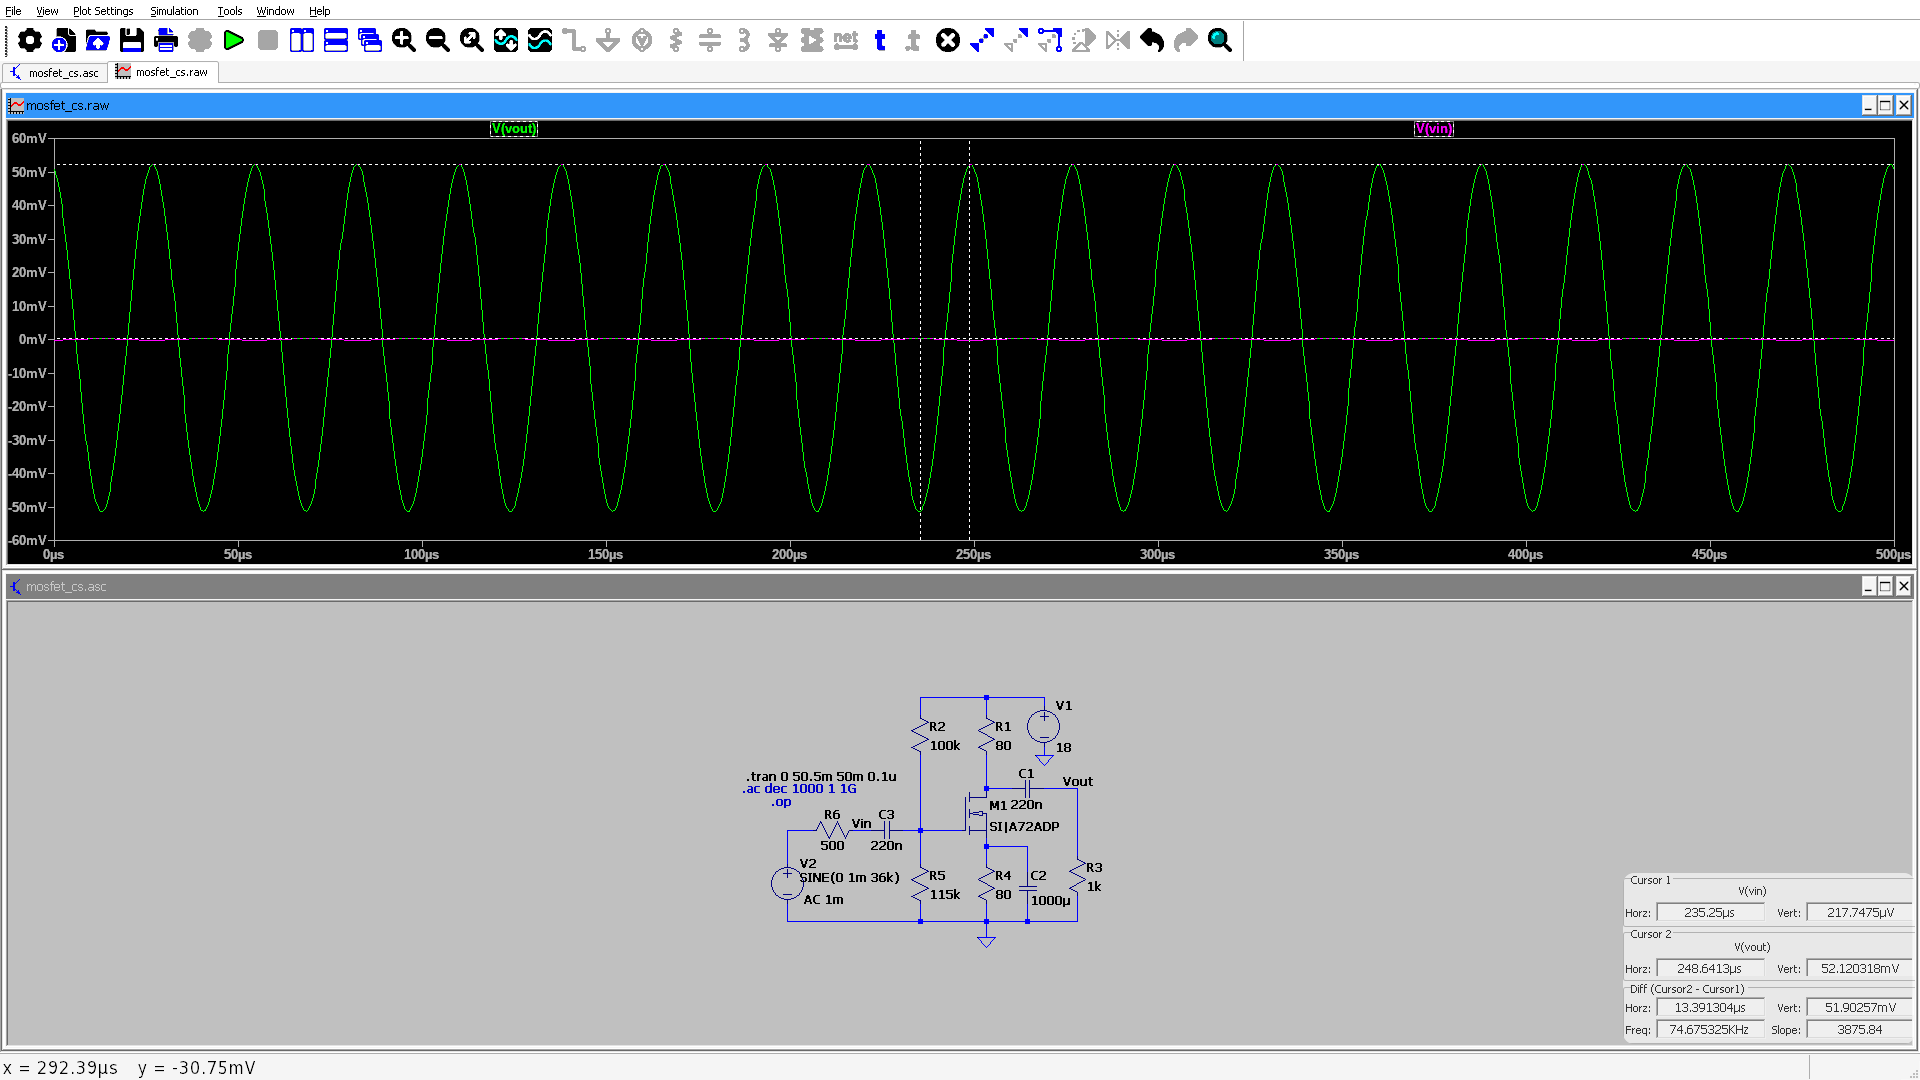 File View Plot Settings Simulation Tools Window Help
net t t
mosfet_cs.asc mosfet_cs.raw
mosfet_cs.raw
V(vout) V(vin)
60mV
50mV
40mV
30mV
20mV
10mV
0mV
-10mV
-20mV
-30mV
-40mV
-50mV
-60mV
0µs 50µs 100µs 150µs 200µs 250µs 300µs 350µs 400µs 450µs 500µs
mosfet_cs.asc
V1
18
R2
100k
R1
80
C1
220n
Vout
.tran 0 50.5m 50m 0.1u
.ac dec 1000 1 1G
.op
M1
SI|A72ADP
R6
500
Vin
C3
220n
V2
SINE(0 1m 36k)
AC 1m
R5
115k
R4
80
C2
1000µ
R3
1k
Cursor 1
V(vin)
Horz: 235.25µs Vert: 217.7475µV
Cursor 2
V(vout)
Horz: 248.6413µs Vert: 52.120318mV
Diff (Cursor2 - Cursor1)
Horz: 13.391304µs Vert: 51.90257mV
Freq: 74.675325KHz Slope: 3875.84
x = 292.39µs y = -30.75mV